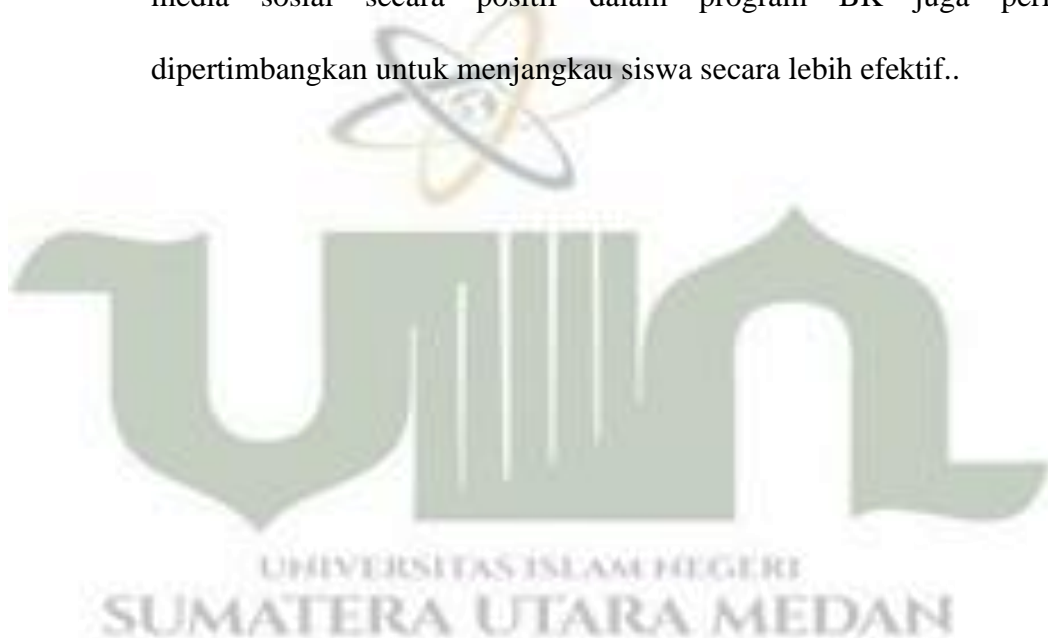 media sosial secara positif dalam program BK juga
dipertimbangkan untuk menjangkau siswa secara lebih efektif..
uin
UNIVERSITAS ISLAM NEGERI
SUMATERA UTARA MEDAN